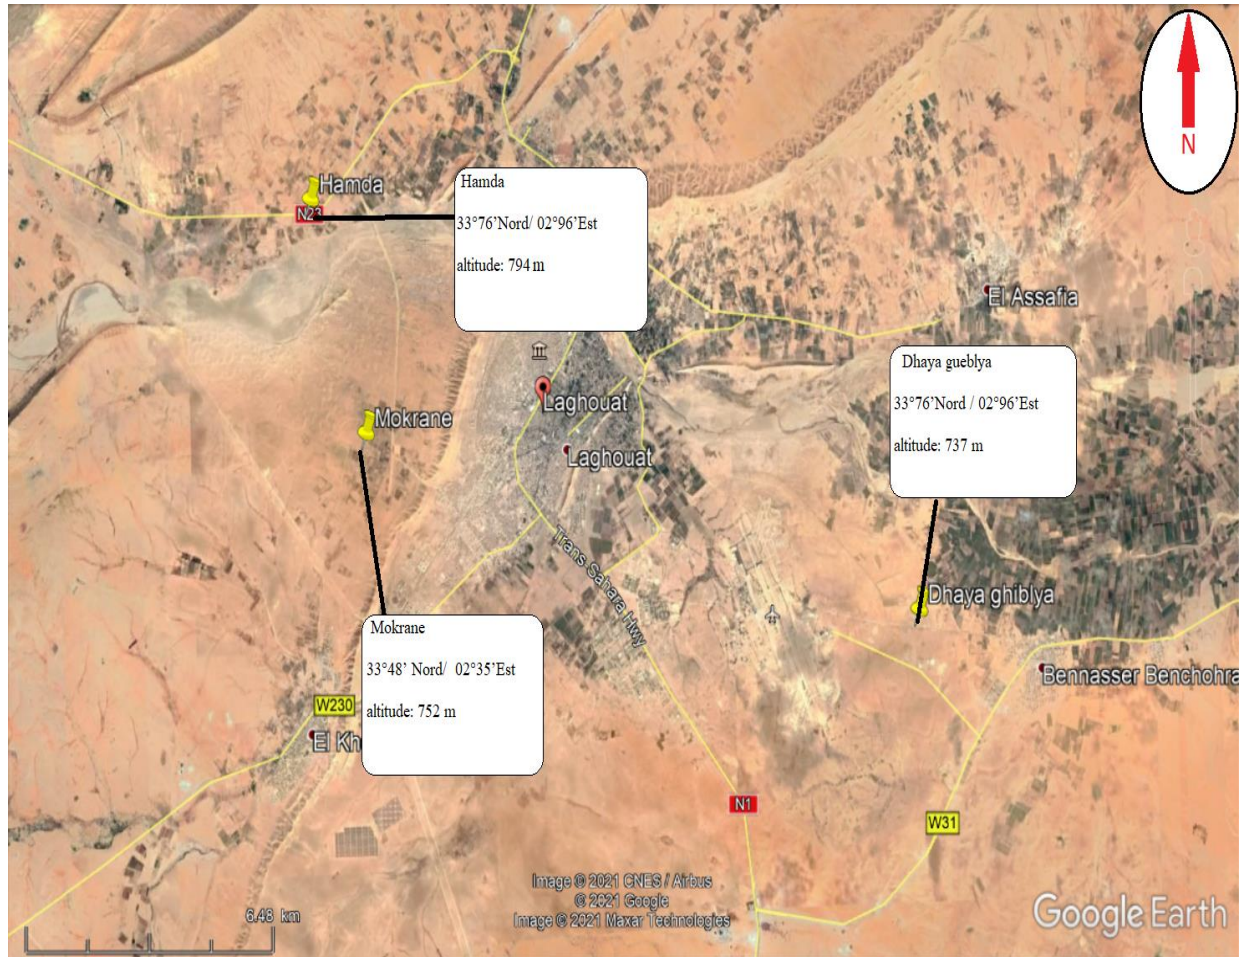 N
Hamda
N23
Hamda
33°76’Nord/ 02°96’Est
altitude: 794 m
El Assafia
Dhaya gueblya
33°76’Nord / 02°96’Est
altitude: 737 m
Laghouat
Mokrane
Laghouat
Trans Sahara Hwy
Dhaya ghiblya
Mokrane
33°48’ Nord/ 02°35’Est
altitude: 752 m
Bennasser Benchohra
W230
El Kh
N1
W31
Image © 2021 CNES / Airbus
© 2021 Google
Image © 2021 Maxar Technologies
6.48 km
Google Earth